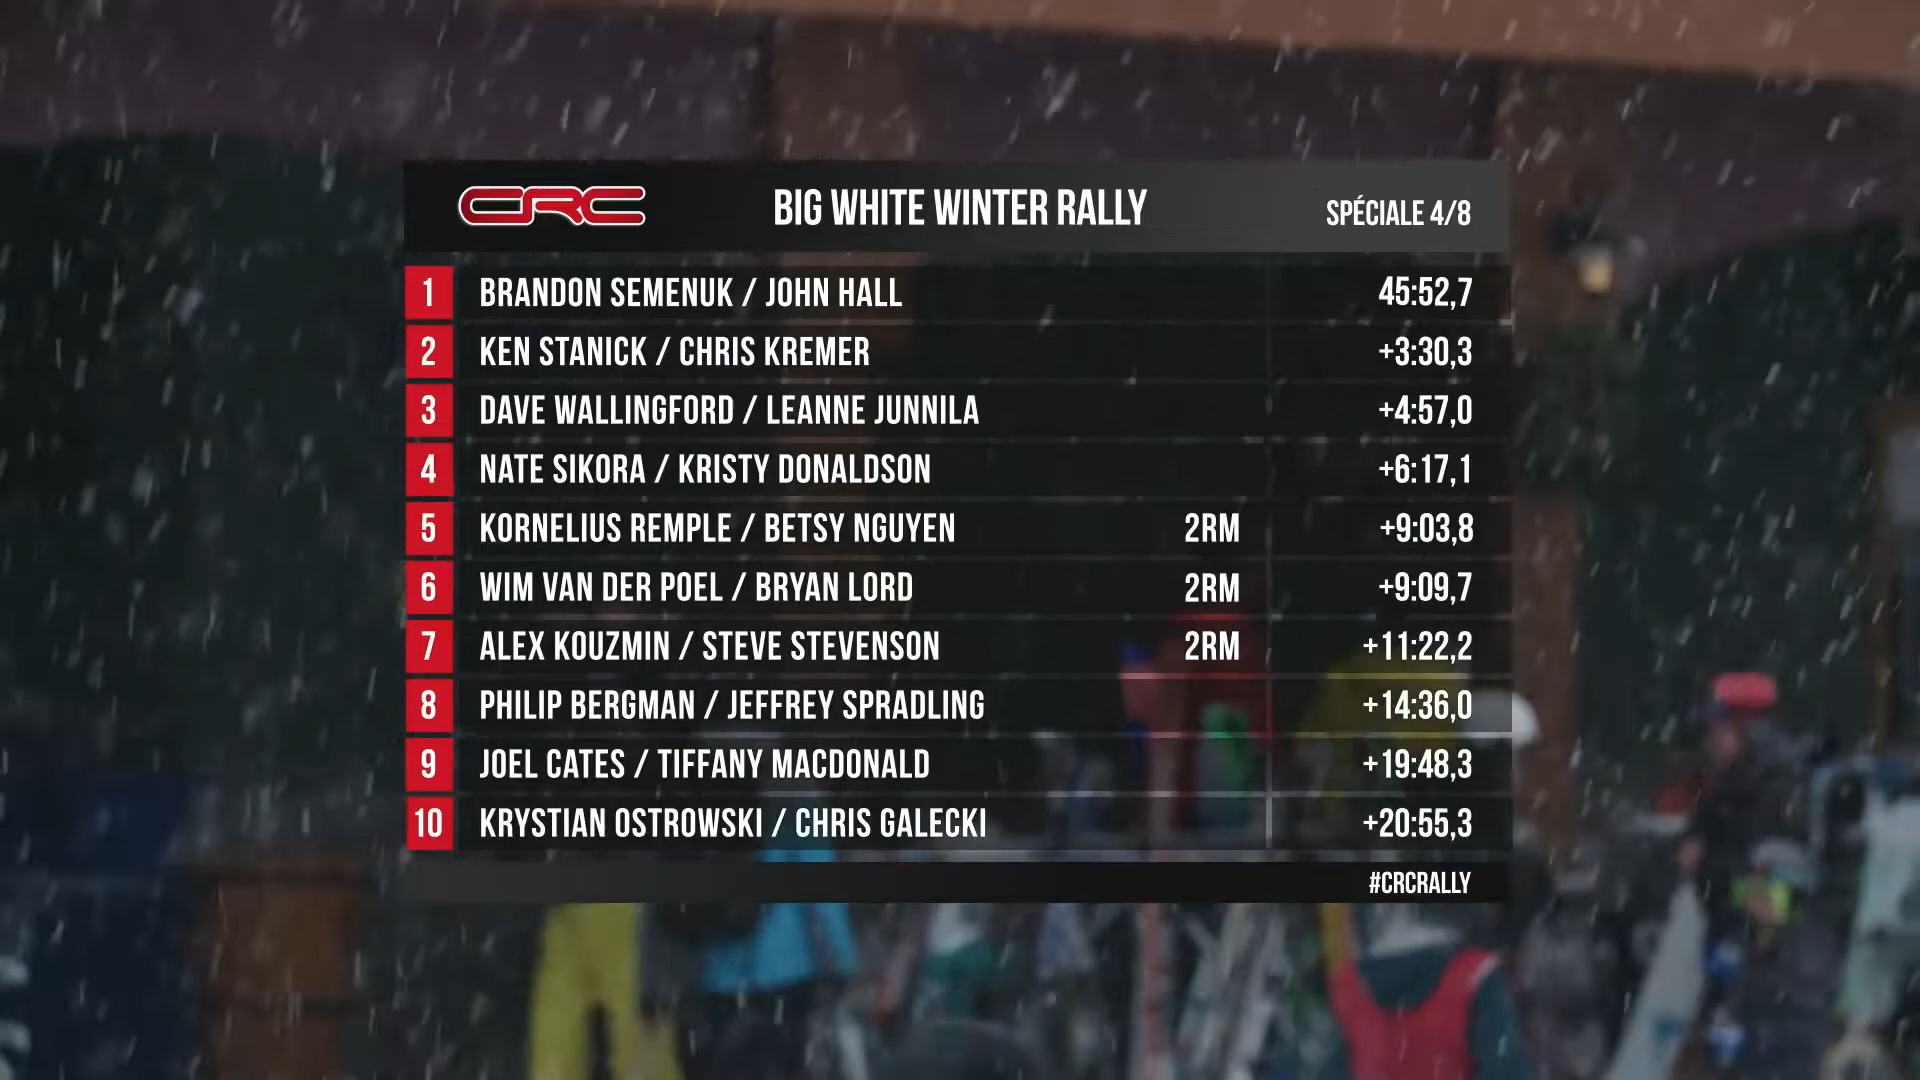 CRC BIG WHITE WINTER RALLY SPÉCIALE 4/8
1 BRANDON SEMENUK / JOHN HALL 45:52,7
2 KEN STANICK / CHRIS KREMER +3:30,3
3 DAVE WALLINGFORD / LEANNE JUNNILA +4:57,0
4 NATE SIKORA / KRISTY DONALDSON +6:17,1
5 KORNELIUS REMPLE / BETSY NGUYEN 2RM +9:03,8
6 WIM VAN DER POEL / BRYAN LORD 2RM +9:09,7
7 ALEX KOUZMIN / STEVE STEVENSON 2RM +11:22,2
8 PHILIP BERGMAN / JEFFREY SPRADLING +14:36,0
9 JOEL CATES / TIFFANY MACDONALD +19:48,3
10 KRYSTIAN OSTROWSKI / CHRIS GALECKI +20:55,3
#CRCRALLY